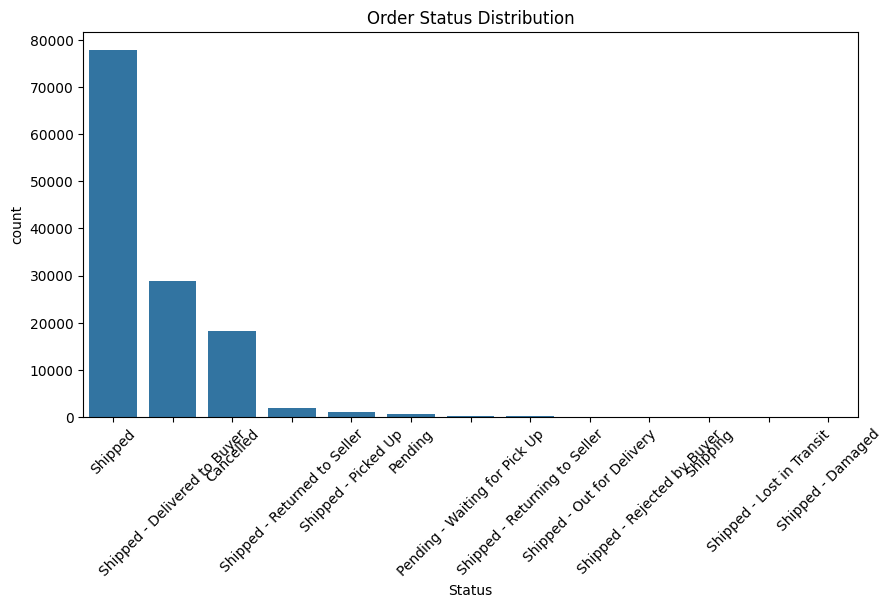 Order Status Distribution
80000
70000
60000
50000
40000
30000
20000
10000
0
count
Shipped
Shipped - Delivered to Buyer
Cancelled
Shipped - Returned to Seller
Shipped - Picked Up
Pending
Pending - Waiting for Pick Up
Shipped - Returning to Seller
Shipped - Out for Delivery
Shipped - Rejected by Buyer
Shipping
Shipped - Lost in Transit
Shipped - Damaged
Status